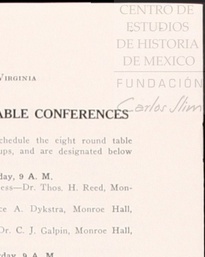 CENTRO DE
ESTUDIOS
DE HISTORIA
DE MEXICO
FUNDACIÓN
Carlos Slim
VIRGINIA
ABLE CONFERENCES
schedule the eight round table
ups, and are designated below
day, 9 A. M.
ess—Dr. Thos. H. Reed, Mon-
ce A. Dykstra, Monroe Hall,
Dr. C. J. Galpin, Monroe Hall,
rday, 9 A. M.